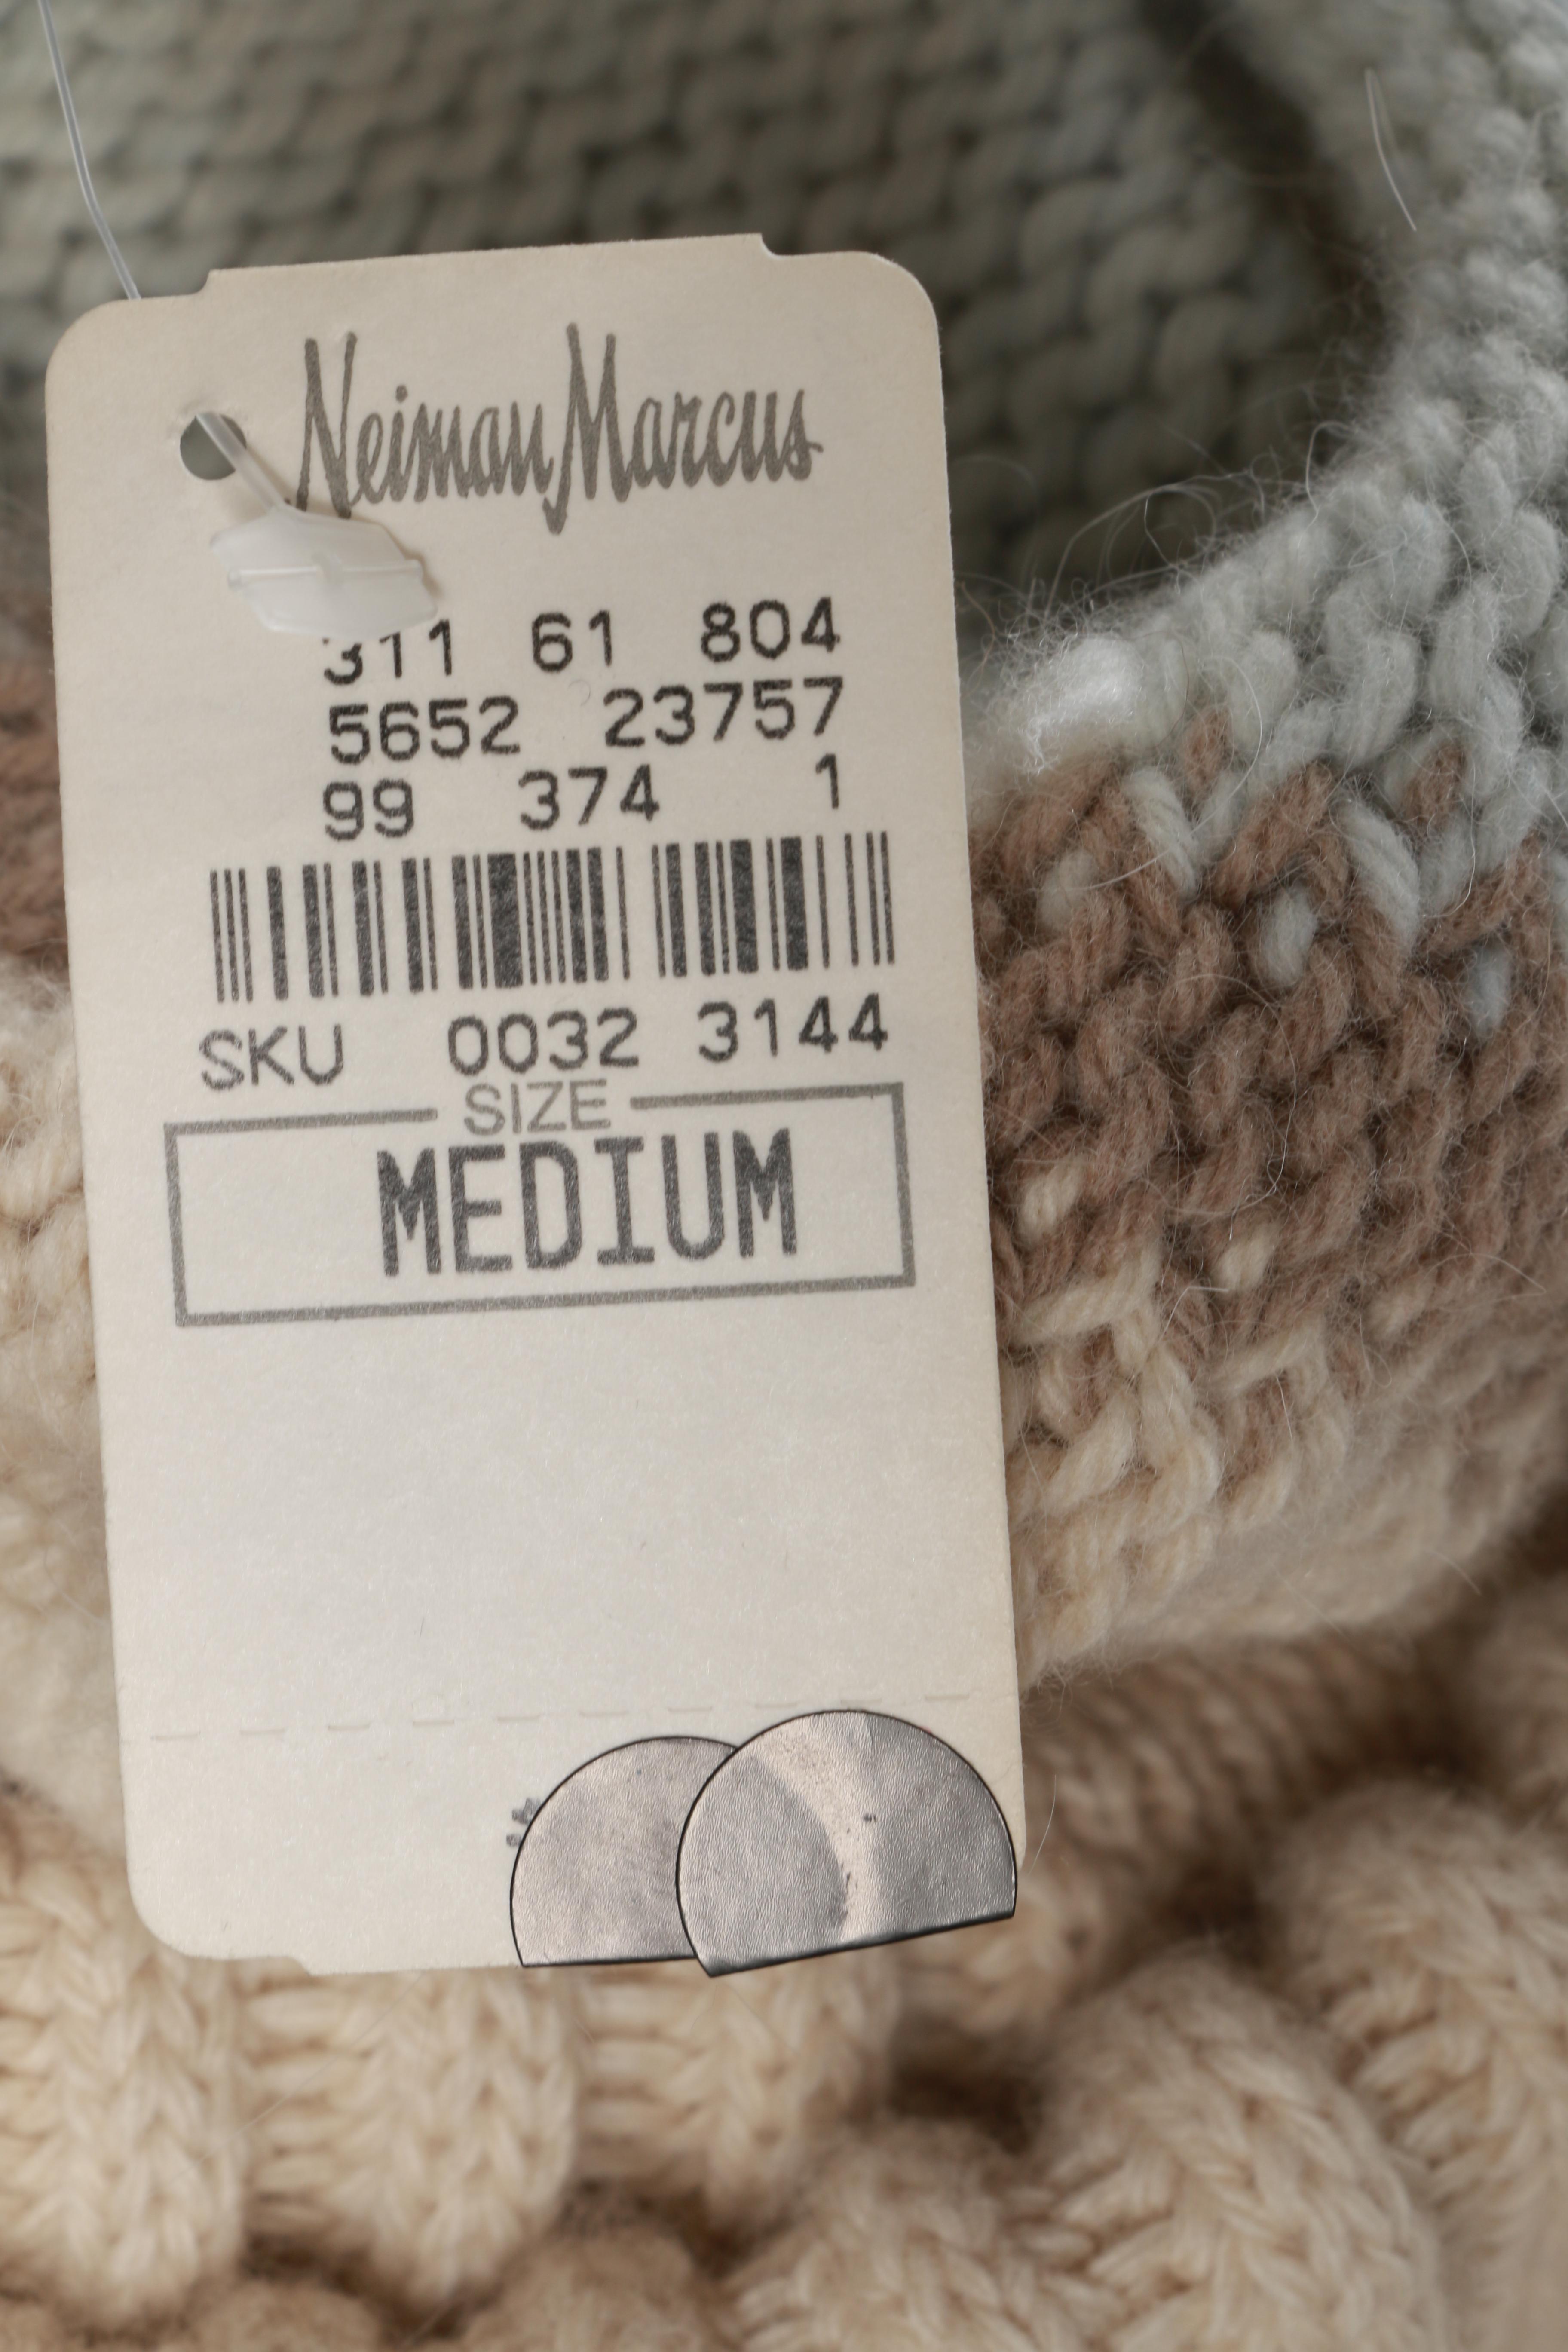 Neiman Marcus
311 61 804
5652 23757
99 374 1
SKU 0032 3144
SIZE
MEDIUM